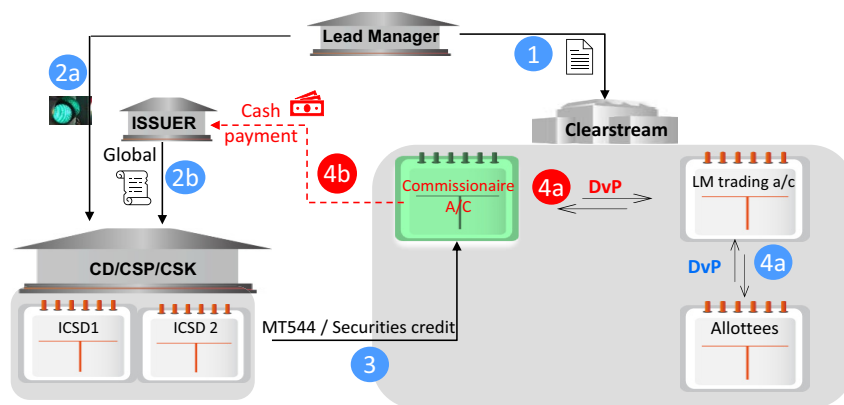 Lead Manager
1
2a
ISSUER
Cash
payment
Clearstream
Global
2b
4b
Commissionaire
A/C
4a
DvP
LM trading a/c
DvP
4a
CD/CSP/CSK
ICSD1
ICSD 2
MT544 / Securities credit
3
Allottees